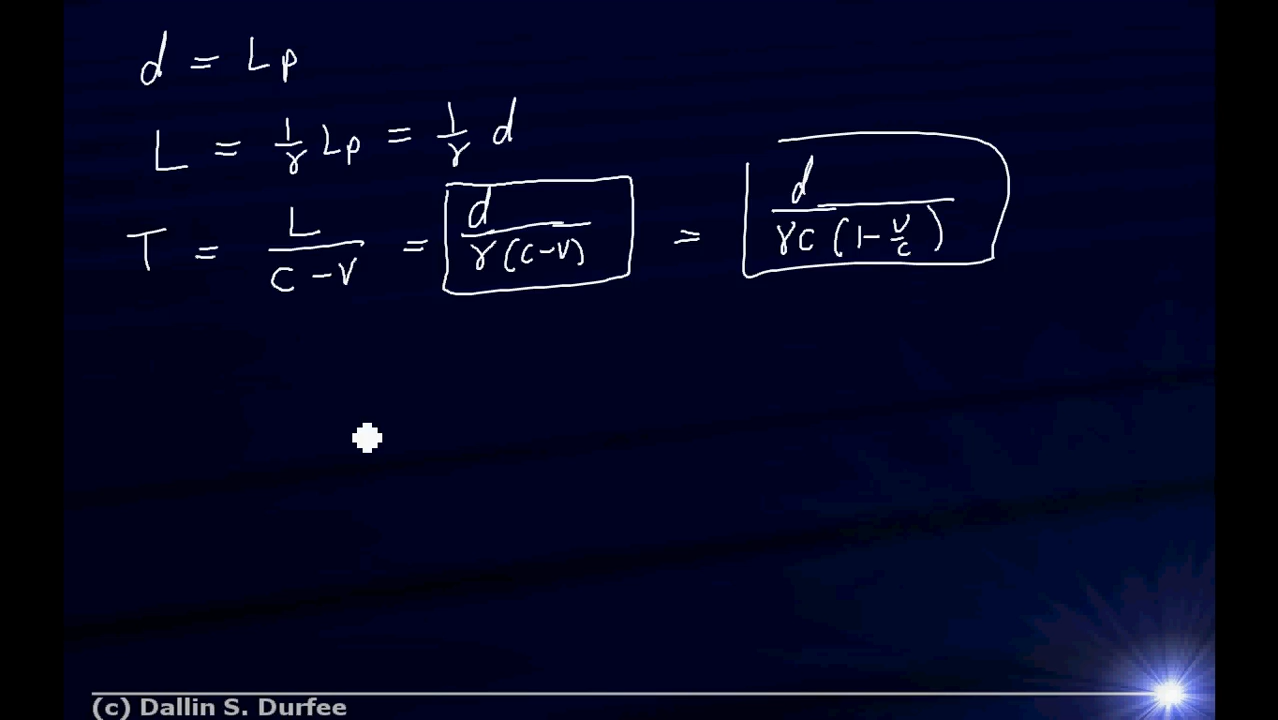 d = Lp
L = 1/γ Lp = 1/γ d
T = L/(c-v) = d/(γ(c-v)) = d/(γc(1-v/c))
(c) Dallin S. Durfee